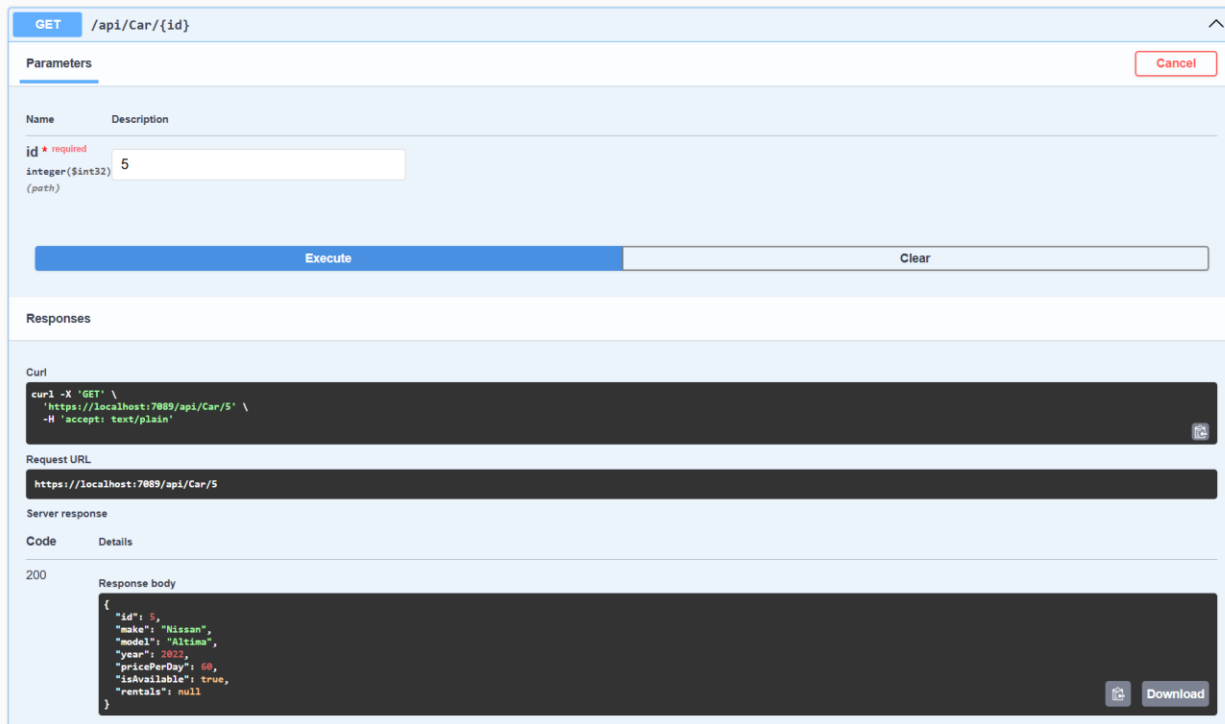 GET /api/Car/{id}
Parameters
Cancel
Name Description
id * required
integer($int32)
(path)
5
Execute Clear
Responses
Curl
curl -X 'GET' \
'https://localhost:7089/api/Car/5' \
-H 'accept: text/plain'
Request URL
https://localhost:7089/api/Car/5
Server response
Code Details
200
Response body
{
"id": 5,
"make": "Nissan",
"model": "Altima",
"year": 2022,
"pricePerDay": 60,
"isAvailable": true,
"rentals": null
}
Download